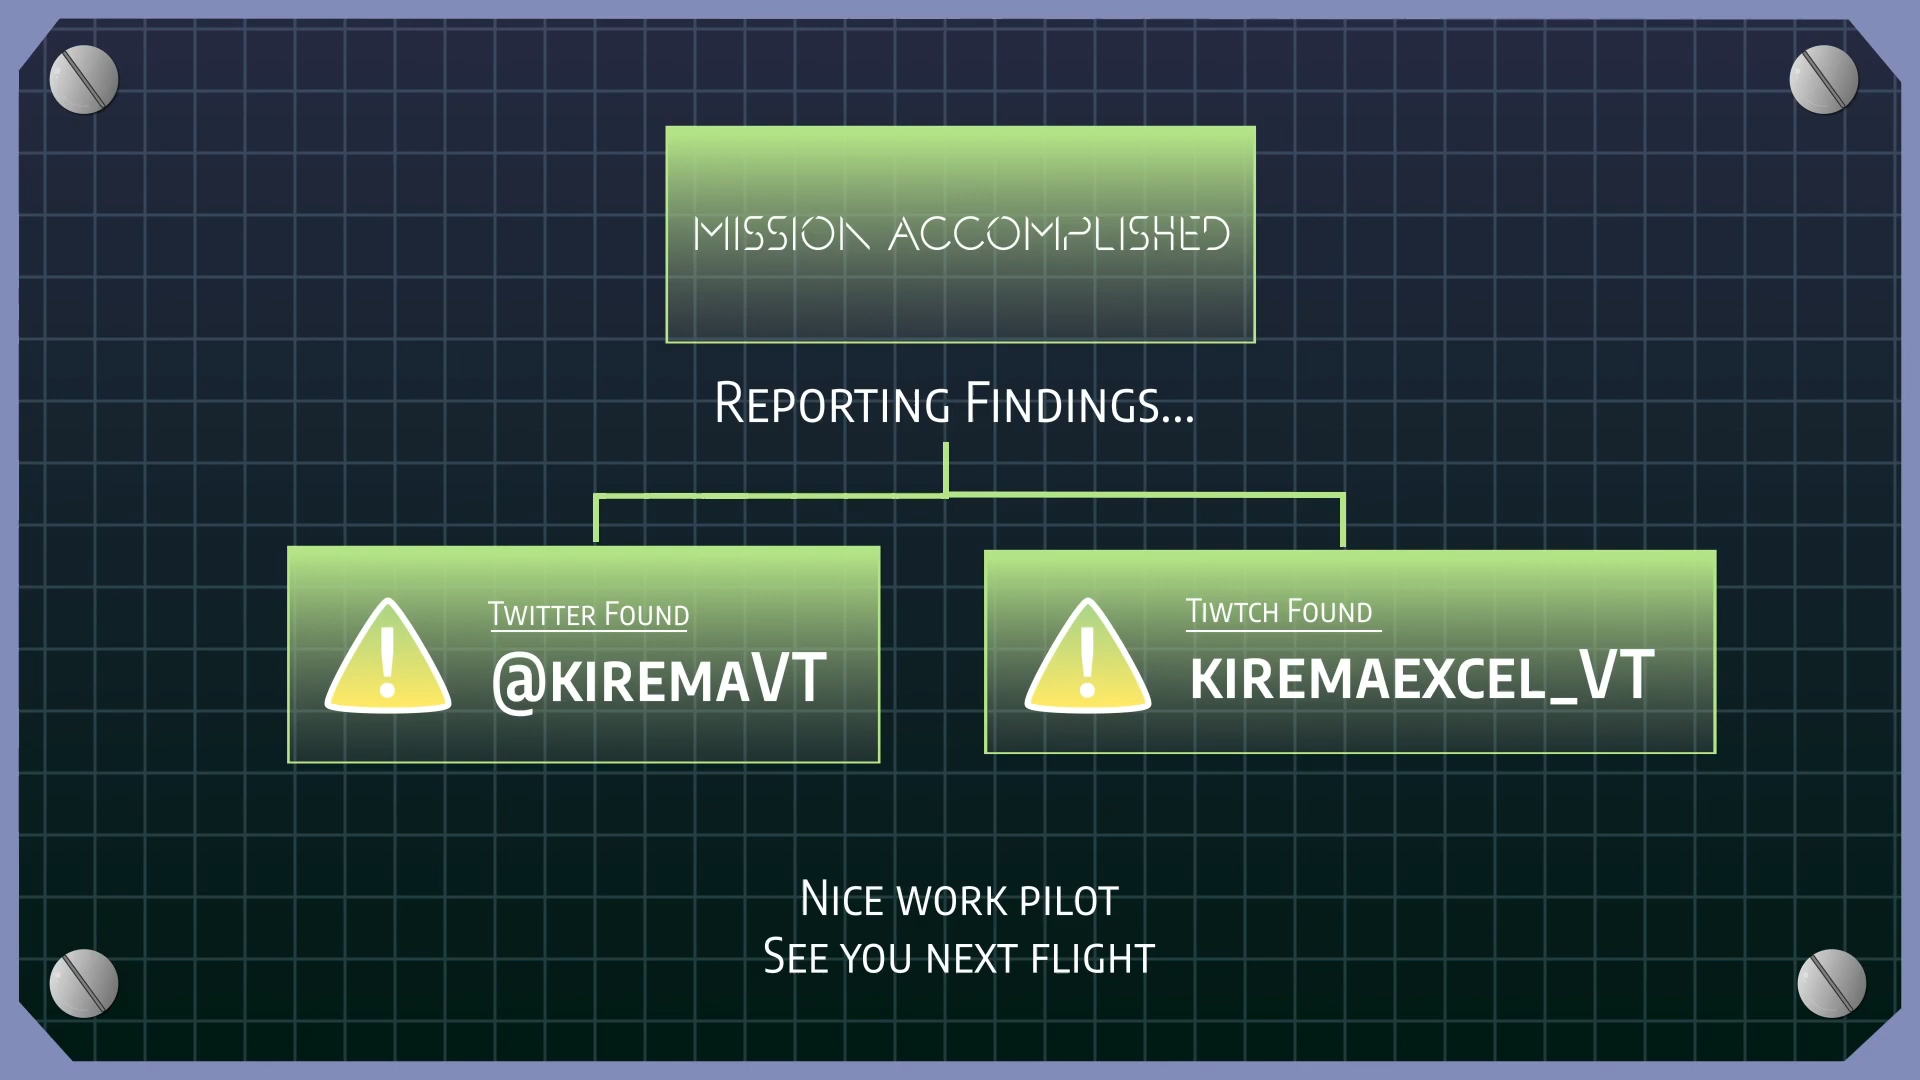 MISSION ACCOMPLISHED
Reporting Findings...
Twitter Found
@kiremaVT
Tiwtch Found
kiremaexcel_VT
Nice work pilot
See you next flight